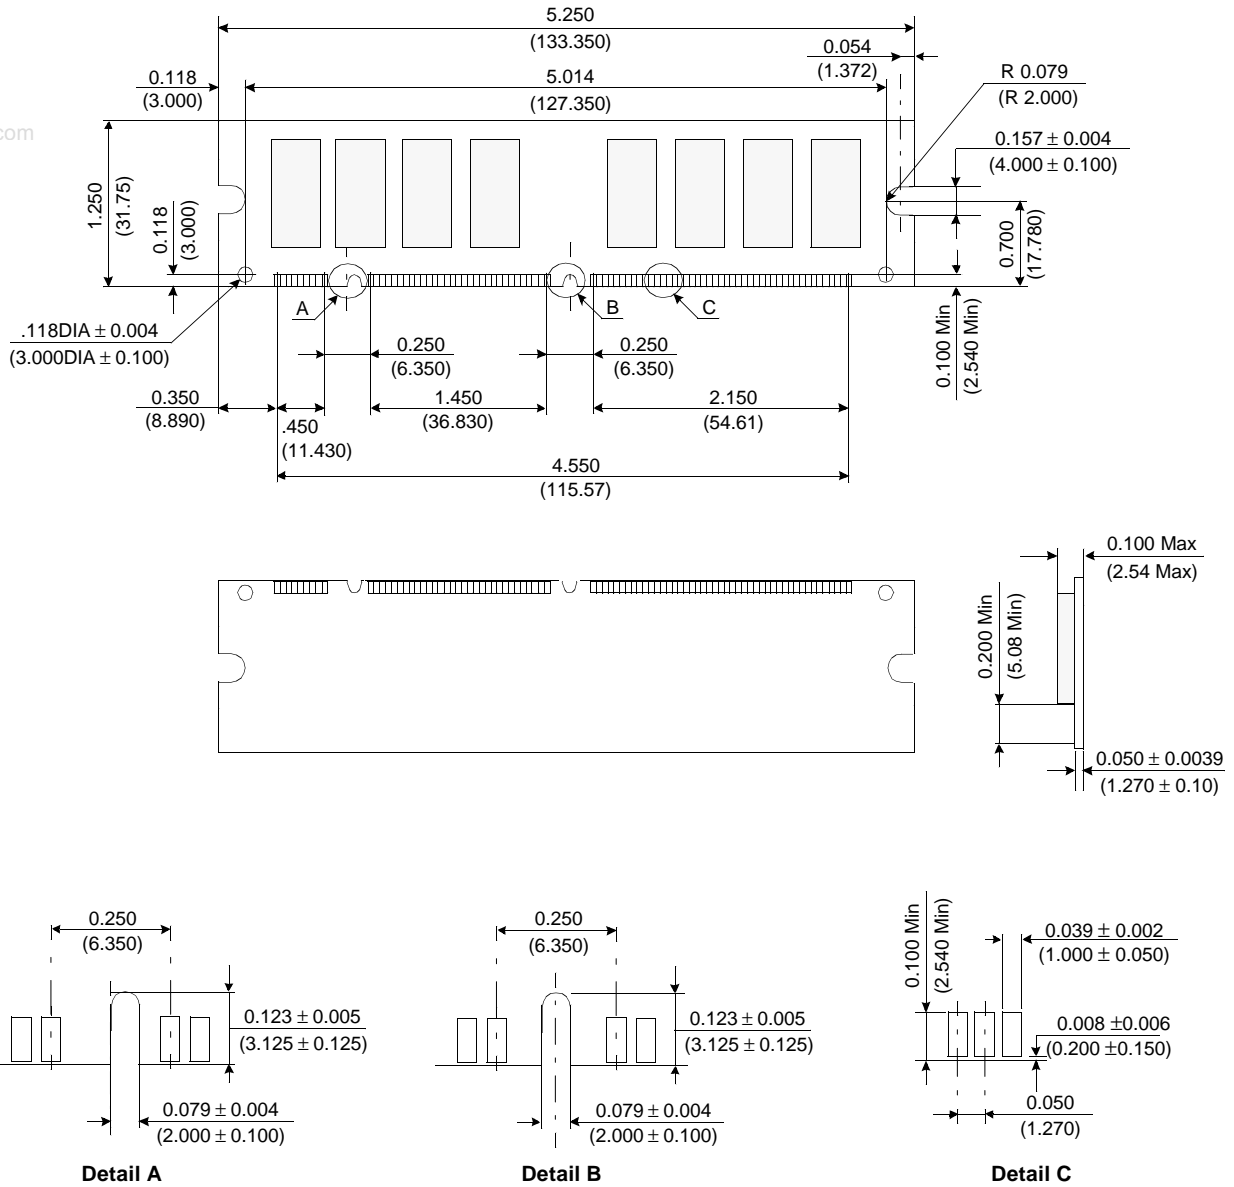 5.250
(133.350)
0.054
(1.372)
0.118
(3.000)
5.014
(127.350)
R 0.079
(R 2.000)
com
0.157 ± 0.004
(4.000 ± 0.100)
1.250
(31.75)
0.118
(3.000)
0.700
(17.780)
A
B
C
.118DIA ± 0.004
(3.000DIA ± 0.100)
0.250
(6.350)
0.250
(6.350)
0.100 Min
(2.540 Min)
0.350
(8.890)
.450
(11.430)
1.450
(36.830)
2.150
(54.61)
4.550
(115.57)
0.100 Max
(2.54 Max)
0.200 Min
(5.08 Min)
0.050 ± 0.0039
(1.270 ± 0.10)
0.250
(6.350)
0.123 ± 0.005
(3.125 ± 0.125)
0.079 ± 0.004
(2.000 ± 0.100)
Detail A
0.250
(6.350)
0.123 ± 0.005
(3.125 ± 0.125)
0.079 ± 0.004
(2.000 ± 0.100)
Detail B
0.100 Min
(2.540 Min)
0.039 ± 0.002
(1.000 ± 0.050)
0.008 ±0.006
(0.200 ±0.150)
0.050
(1.270)
Detail C